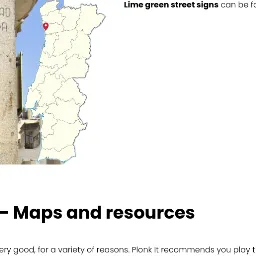 Lime green street signs can be fo
– Maps and resources
ery good, for a variety of reasons. Plonk It recommends you play t